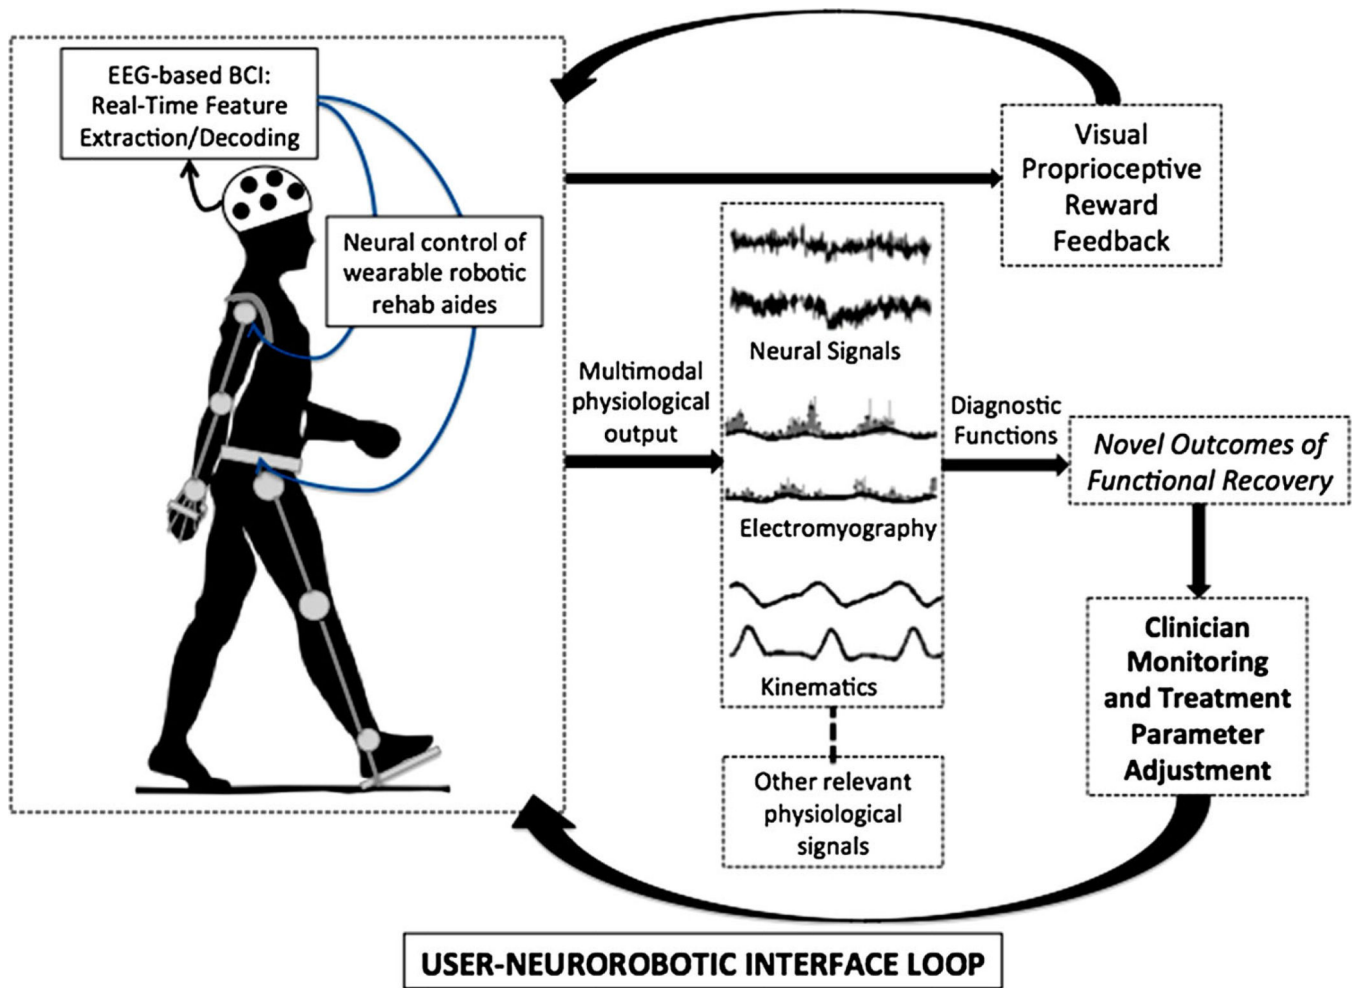 EEG-based BCI:
Real-Time Feature
Extraction/Decoding
Neural control of
wearable robotic
rehab aides
Visual
Proprioceptive
Reward
Feedback
Multimodal
physiological
output
Neural Signals
Electromyography
Kinematics
Other relevant
physiological
signals
Diagnostic
Functions
Novel Outcomes of
Functional Recovery
Clinician
Monitoring
and Treatment
Parameter
Adjustment
USER-NEUROROBOTIC INTERFACE LOOP